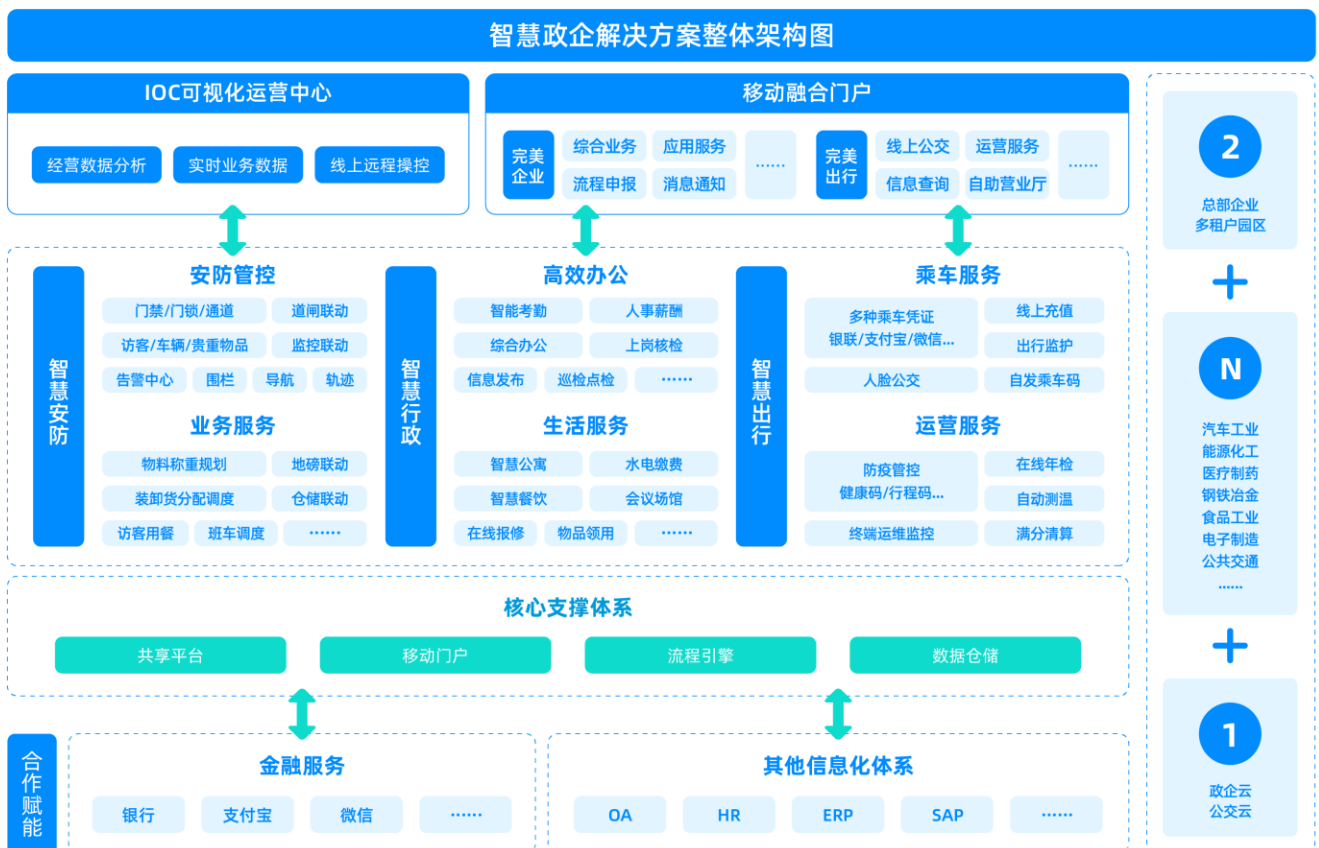 智慧政企解决方案整体架构图
IOC可视化运营中心
经营数据分析
实时业务数据
线上远程操控
移动融合门户
完美
企业
综合业务
应用服务
流程申报
消息通知
……
完美
出行
线上公交
运营服务
信息查询
自助营业厅
……
智慧安防
安防管控
门禁/门锁/通道
道闸联动
访客/车辆/贵重物品
监控联动
告警中心
围栏
导航
轨迹
业务服务
物料称重规划
地磅联动
装卸货分配调度
仓储联动
访客用餐
班车调度
……
智慧行政
高效办公
智能考勤
人事薪酬
综合办公
上岗核检
信息发布
巡检点检
……
生活服务
智慧公寓
水电缴费
智慧餐饮
会议场馆
在线报修
物品领用
……
智慧出行
乘车服务
多种乘车凭证
银联/支付宝/微信...
线上充值
出行监护
人脸公交
自发乘车码
运营服务
防疫管控
健康码/行程码...
在线年检
自动测温
终端运维监控
满分清算
核心支撑体系
共享平台
移动门户
流程引擎
数据仓储
合作赋能
金融服务
银行
支付宝
微信
……
其他信息化体系
OA
HR
ERP
SAP
……
2
总部企业
多租户园区
+
N
汽车工业
能源化工
医疗制药
钢铁冶金
食品工业
电子制造
公共交通
……
+
1
政企云
公交云